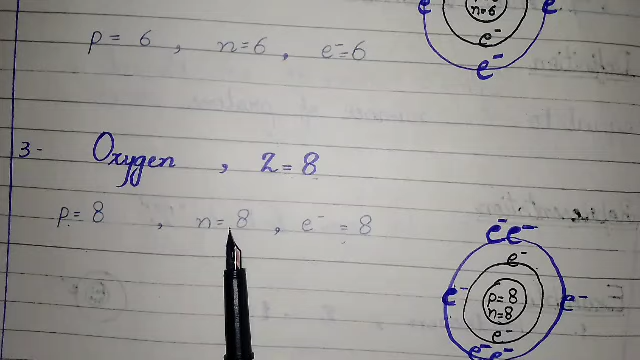 n=6
e e
e⁻
e⁻
p = 6 , n=6 , e⁻=6
3- Oxygen , Z=8
p=8 , n=8 , e⁻ = 8
e⁻e⁻
e⁻
e⁻ p=8 e⁻
n=8
e⁻
e⁻e⁻